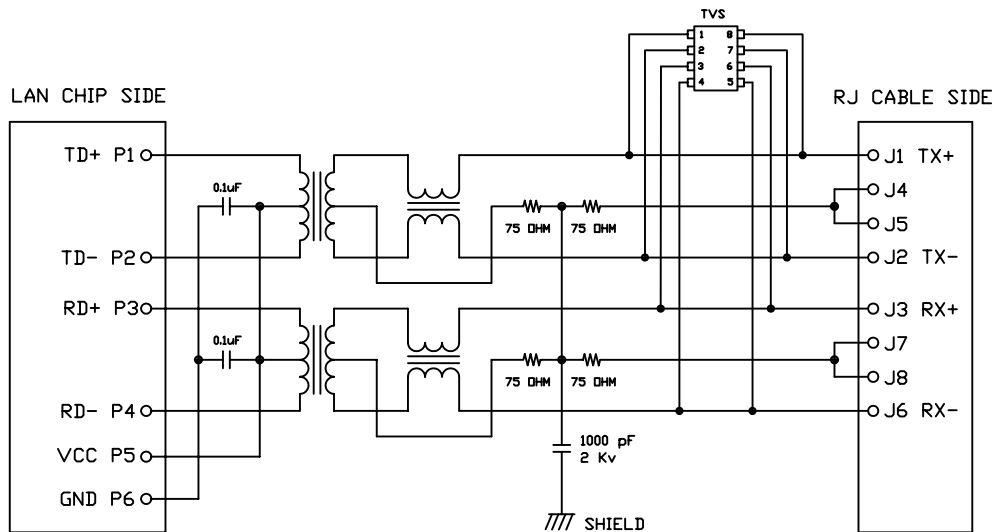 TVS
1 8
2 7
3 6
4 5
LAN CHIP SIDE
RJ CABLE SIDE
TD+ P1
J1 TX+
0.1uF
J4
75 OHM 75 OHM
J5
TD- P2
J2 TX-
RD+ P3
J3 RX+
0.1uF
J7
75 OHM 75 OHM
J8
RD- P4
J6 RX-
1000 pF
2 Kv
VCC P5
GND P6
SHIELD